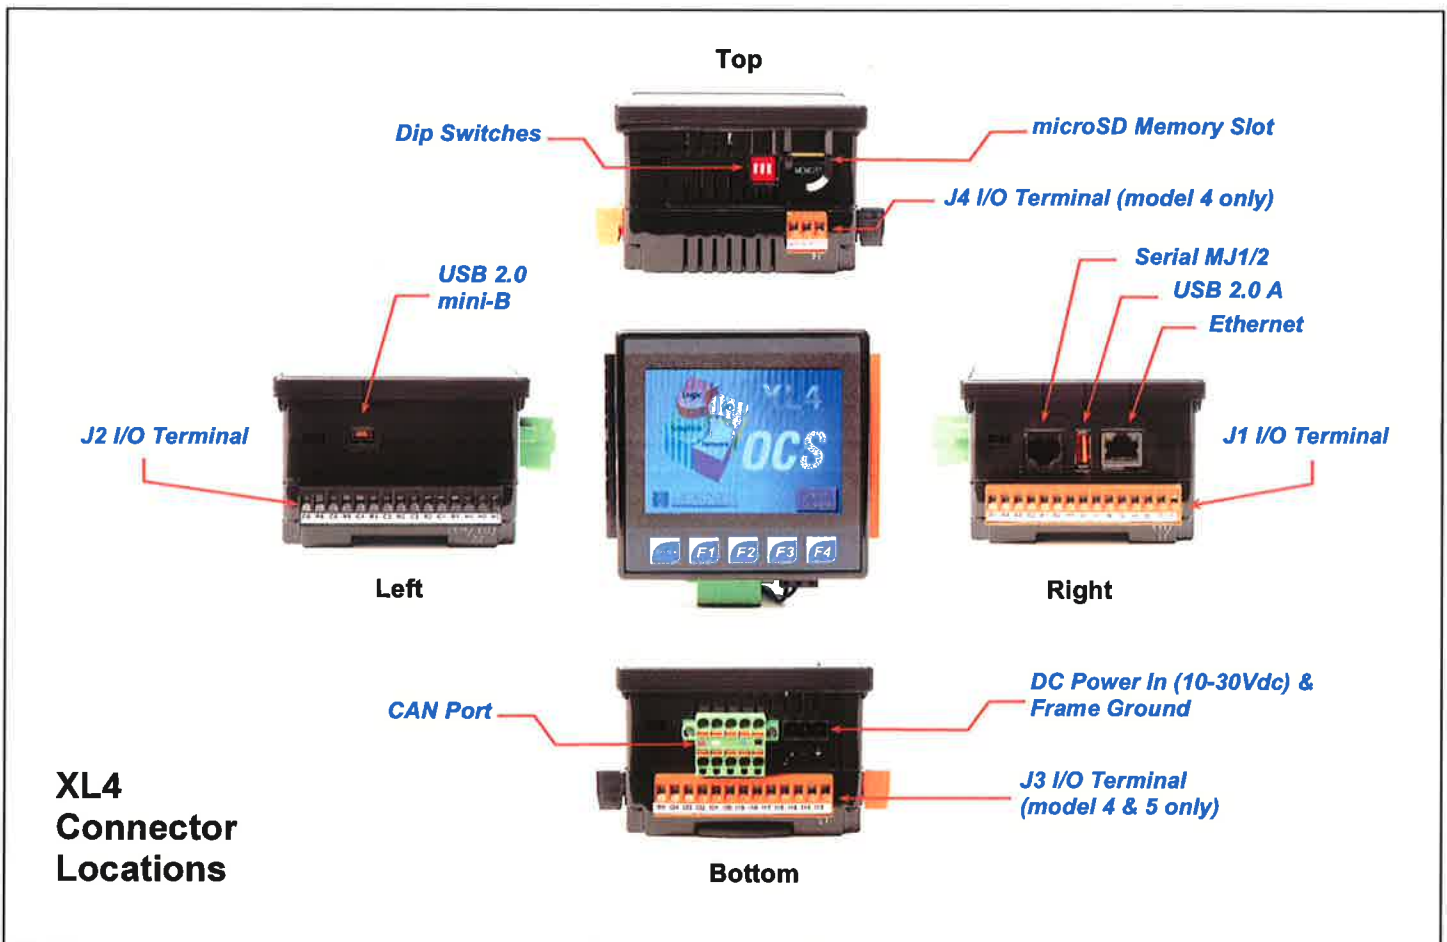 Top
Dip Switches
microSD Memory Slot
MEMORY
J4 I/O Terminal (model 4 only)
USB 2.0
mini-B
Serial MJ1/2
USB 2.0 A
Ethernet
J2 I/O Terminal
J1 I/O Terminal
Logic
XL4
OCS
F1 F2 F3 F4
Left
Right
CAN Port
DC Power In (10-30Vdc) &
Frame Ground
J3 I/O Terminal
(model 4 & 5 only)
XL4
Connector
Locations
Bottom